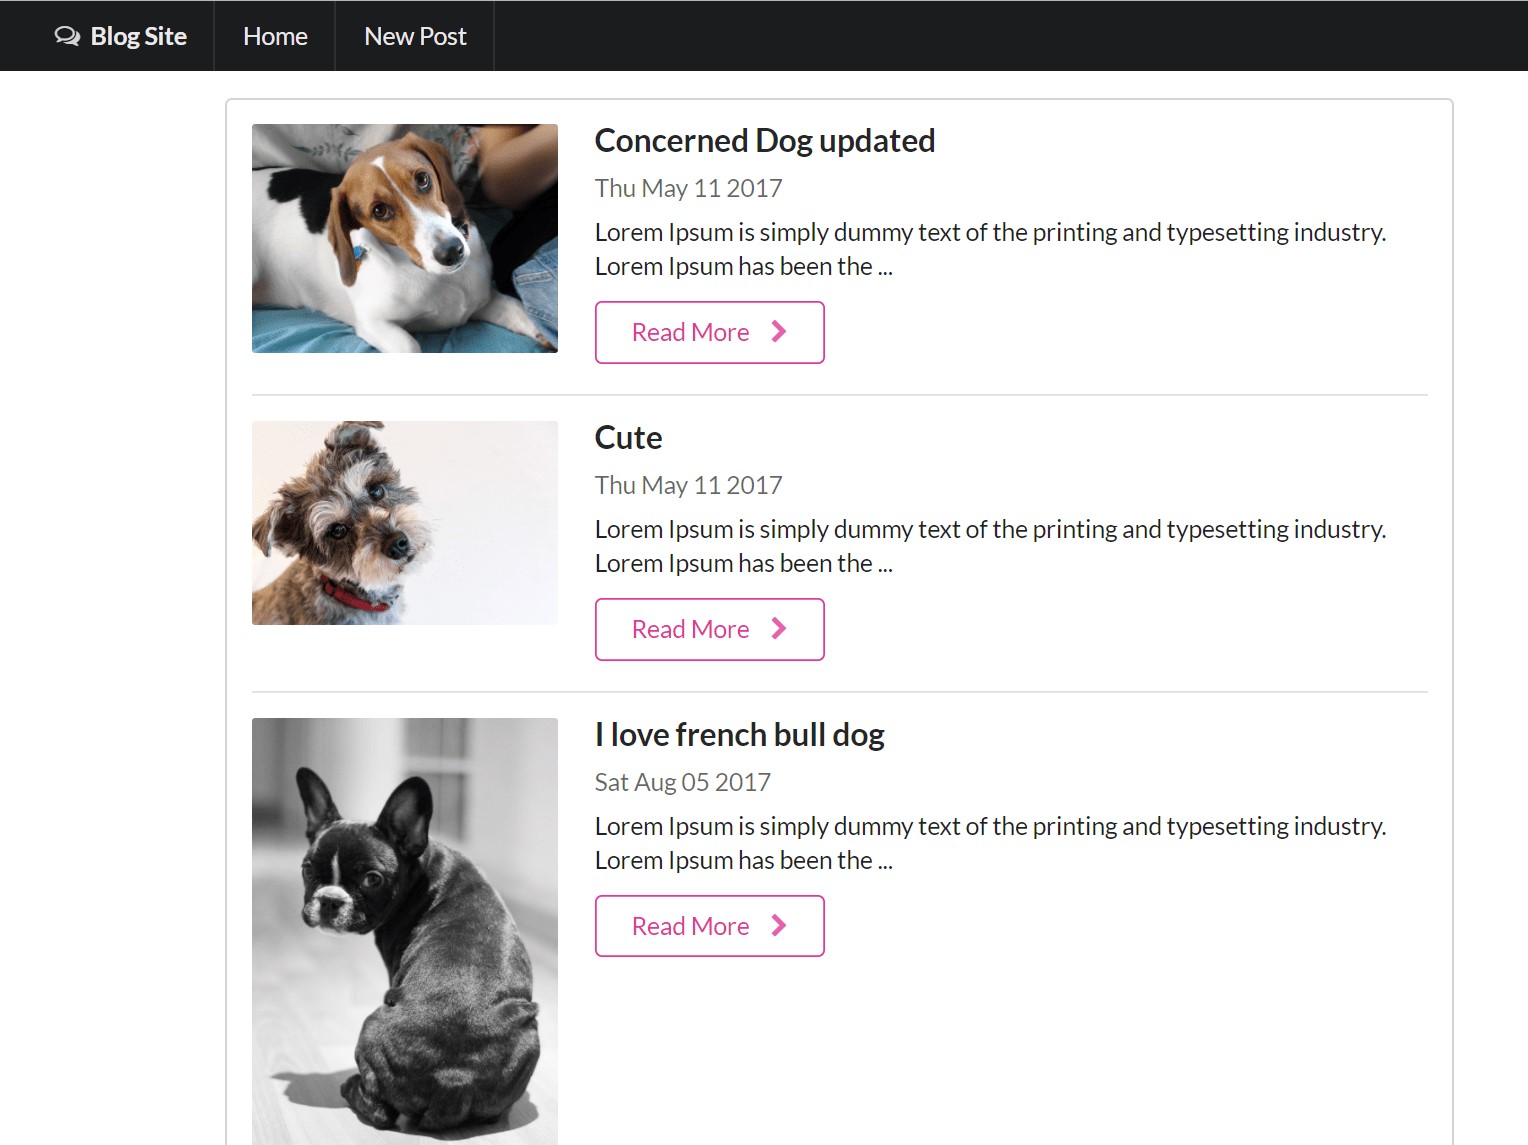 Blog Site
Home
New Post
Concerned Dog updated
Thu May 11 2017
Lorem Ipsum is simply dummy text of the printing and typesetting industry.
Lorem Ipsum has been the ...
Read More
Cute
Thu May 11 2017
Lorem Ipsum is simply dummy text of the printing and typesetting industry.
Lorem Ipsum has been the ...
Read More
I love french bull dog
Sat Aug 05 2017
Lorem Ipsum is simply dummy text of the printing and typesetting industry.
Lorem Ipsum has been the ...
Read More